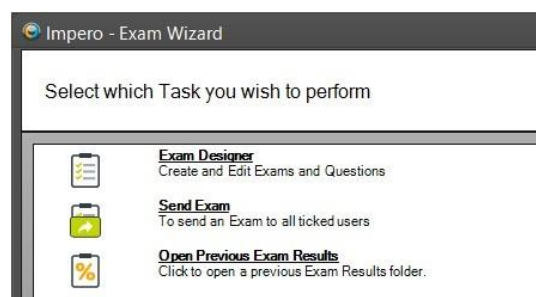 Impero - Exam Wizard
Select which Task you wish to perform
Exam Designer
Create and Edit Exams and Questions
Send Exam
To send an Exam to all ticked users
Open Previous Exam Results
Click to open a previous Exam Results folder.